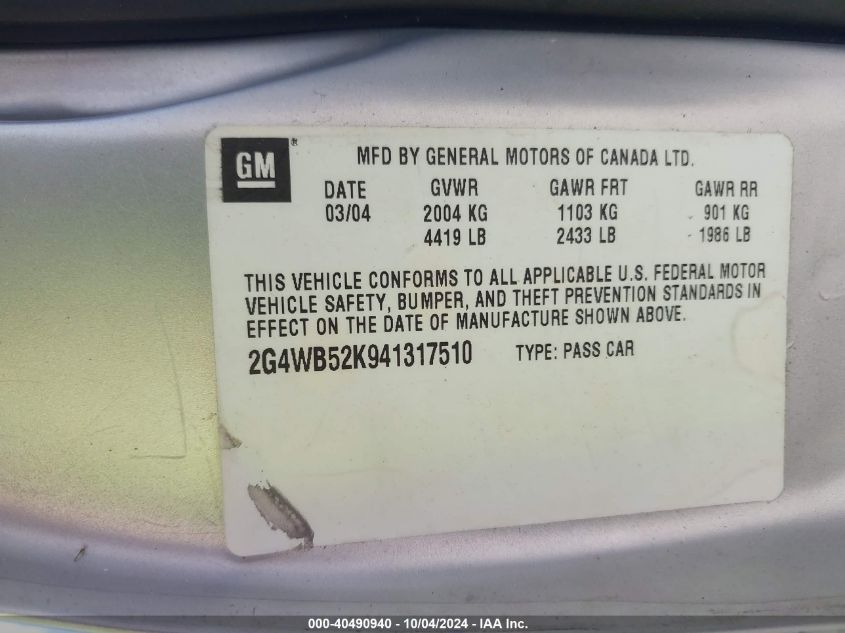 GM ®
MFD BY GENERAL MOTORS OF CANADA LTD.
DATE GVWR GAWR FRT GAWR RR
03/04 2004 KG 1103 KG 901 KG
4419 LB 2433 LB 1986 LB
THIS VEHICLE CONFORMS TO ALL APPLICABLE U.S. FEDERAL MOTOR
VEHICLE SAFETY, BUMPER, AND THEFT PREVENTION STANDARDS IN
EFFECT ON THE DATE OF MANUFACTURE SHOWN ABOVE.
2G4WB52K941317510 TYPE: PASS CAR
000-40490940 - 10/04/2024 - IAA Inc.